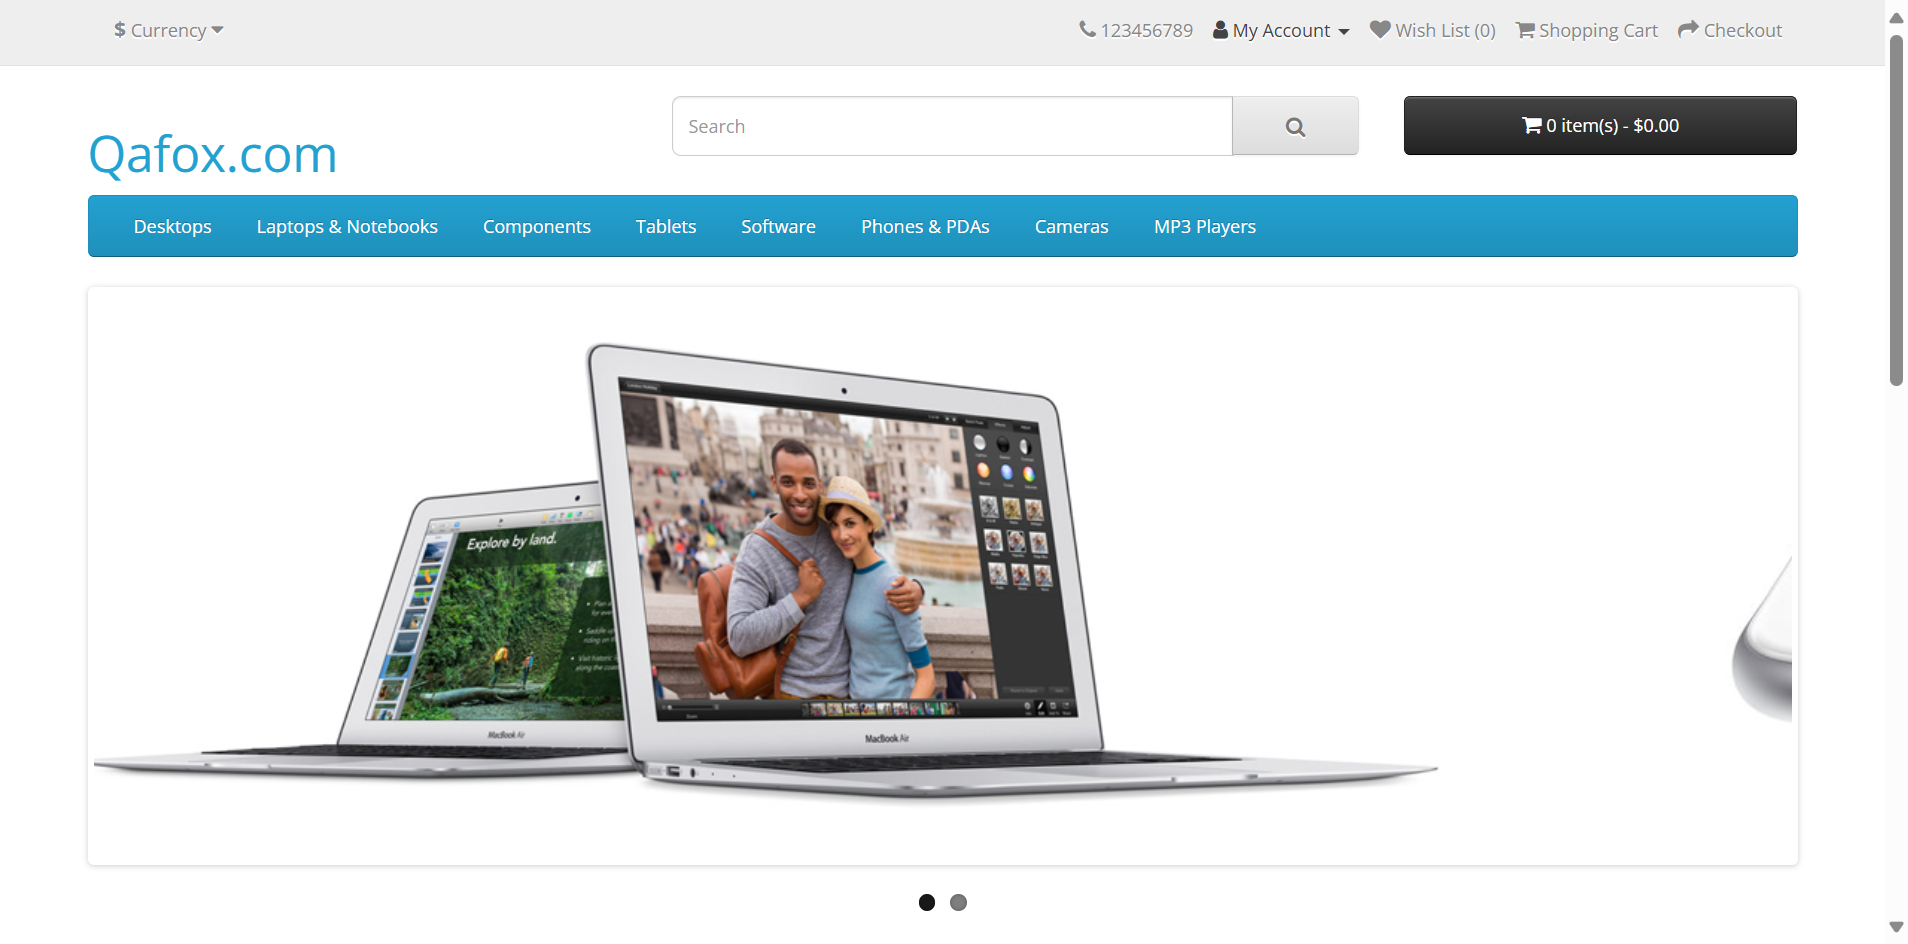 $ Currency
123456789 My Account Wish List (0) Shopping Cart Checkout
Qafox.com
Search
0 item(s) - $0.00
Desktops Laptops & Notebooks Components Tablets Software Phones & PDAs Cameras MP3 Players
Explore by land.
MacBook Air
MacBook Air